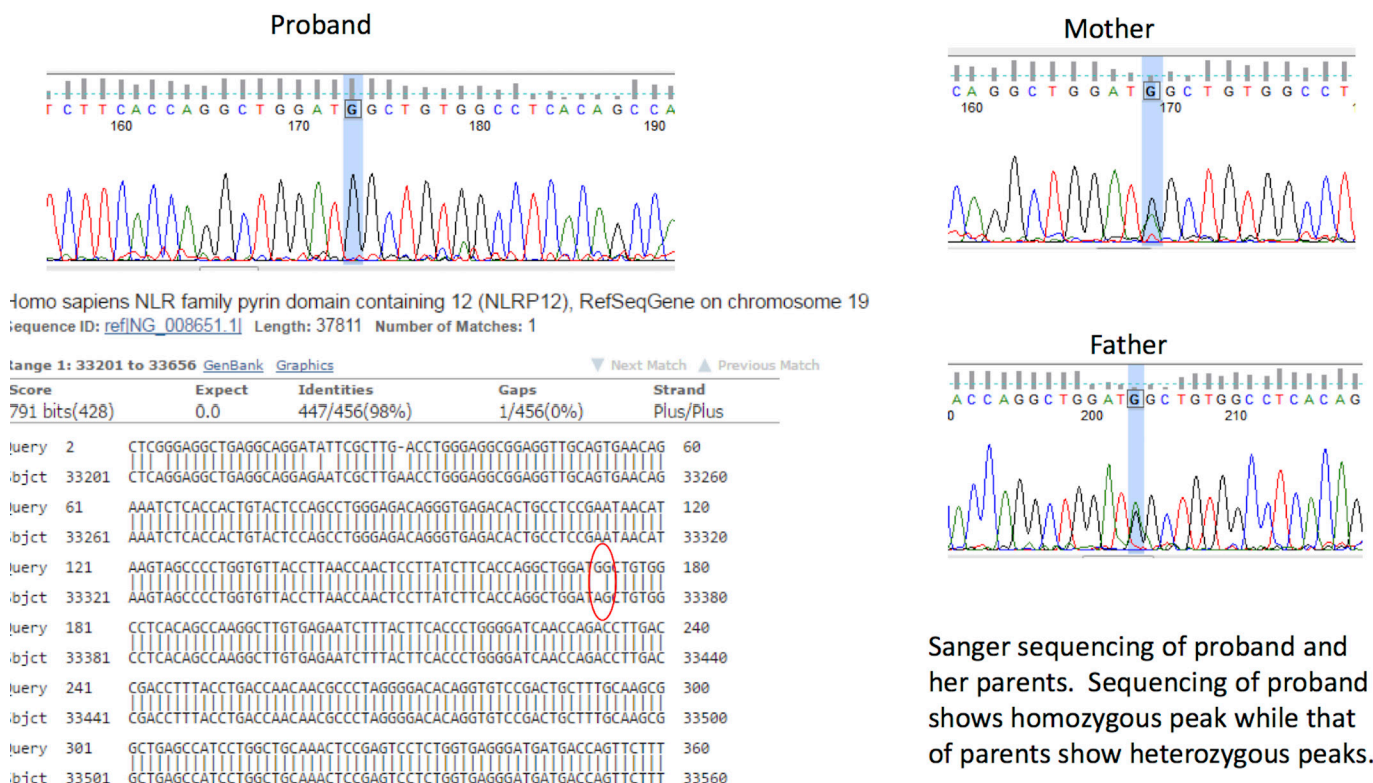 Proband
T C T T C A C C A G G C T G G A T G G C T G T G G C C T C A C A G C C A
160 170 180 190
Mother
C A G G C T G G A T G G C T G T G G C C T
160 170
Homo sapiens NLR family pyrin domain containing 12 (NLRP12), RefSeqGene on chromosome 19
Sequence ID: ref|NG_008651.1| Length: 37811 Number of Matches: 1
Range 1: 33201 to 33656 GenBank Graphics Next Match Previous Match
Score Expect Identities Gaps Strand
791 bits(428) 0.0 447/456(98%) 1/456(0%) Plus/Plus
Query 2 CTCGGGAGGCTGAGGCAGGATATTCGCTTG-ACCTGGGAGGCGGAGGTTGCAGTGAACAG 60
Sbjct 33201 CTCAGGAGGCTGAGGCAGGAGAATCGCTTGAACCTGGGAGGCGGAGGTTGCAGTGAACAG 33260
Query 61 AAATCTCACCACTGTACTCCAGCCTGGGAGACAGGGTGAGACACTGCCTCCGAATAACAT 120
Sbjct 33261 AAATCTCACCACTGTACTCCAGCCTGGGAGACAGGGTGAGACACTGCCTCCGAATAACAT 33320
Query 121 AAGTAGCCCCTGGTGTTACCTTAACCAACTCCTTATCTTCACCAGGCTGGATGGCTGTGG 180
Sbjct 33321 AAGTAGCCCCTGGTGTTACCTTAACCAACTCCTTATCTTCACCAGGCTGGATAGCTGTGG 33380
Query 181 CCTCACAGCCAAGGCTTGTGAGAATCTTTACTTCACCCTGGGGATCAACCAGACCTTGAC 240
Sbjct 33381 CCTCACAGCCAAGGCTTGTGAGAATCTTTACTTCACCCTGGGGATCAACCAGACCTTGAC 33440
Query 241 CGACCTTTACCTGACCAACAACGCCCTAGGGGACACAGGTGTCCGACTGCTTTGCAAGCG 300
Sbjct 33441 CGACCTTTACCTGACCAACAACGCCCTAGGGGACACAGGTGTCCGACTGCTTTGCAAGCG 33500
Query 301 GCTGAGCCATCCTGGCTGCAAACTCCGAGTCCTCTGGTGAGGGATGATGACCAGTTCTTT 360
Sbjct 33501 GCTGAGCCATCCTGGCTGCAAACTCCGAGTCCTCTGGTGAGGGATGATGACCAGTTCTTT 33560
Father
A C C A G G C T G G A T G G C T G T G G C C T C A C A G
0 200 210
Sanger sequencing of proband and
her parents. Sequencing of proband
shows homozygous peak while that
of parents show heterozygous peaks.